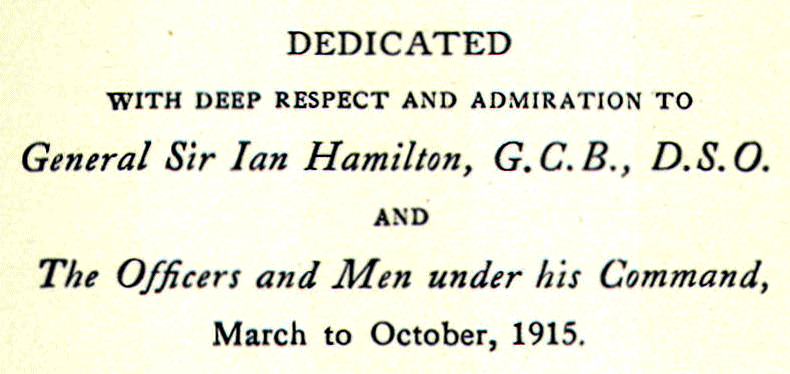 DEDICATED
WITH DEEP RESPECT AND ADMIRATION TO
General Sir Ian Hamilton, G.C.B., D.S.O.
AND
The Officers and Men under his Command,
March to October, 1915.